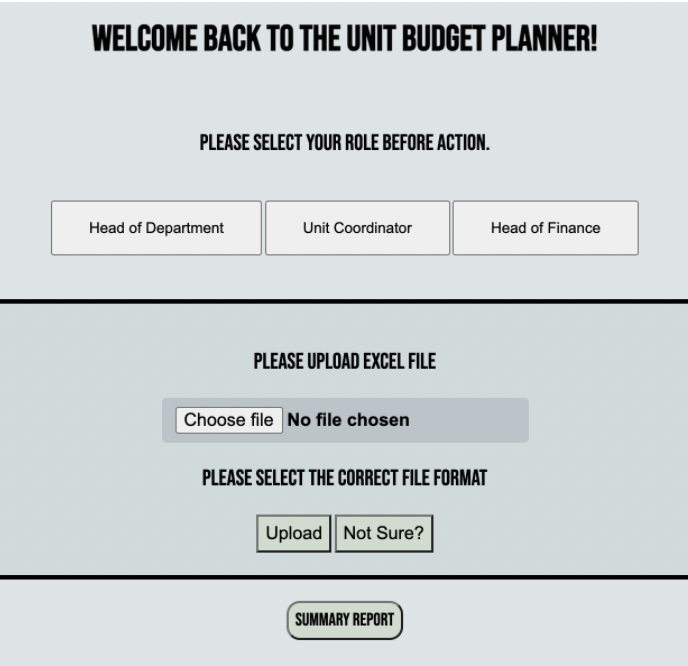 WELCOME BACK TO THE UNIT BUDGET PLANNER!
PLEASE SELECT YOUR ROLE BEFORE ACTION.
Head of Department Unit Coordinator Head of Finance
PLEASE UPLOAD EXCEL FILE
Choose file No file chosen
PLEASE SELECT THE CORRECT FILE FORMAT
Upload Not Sure?
SUMMARY REPORT